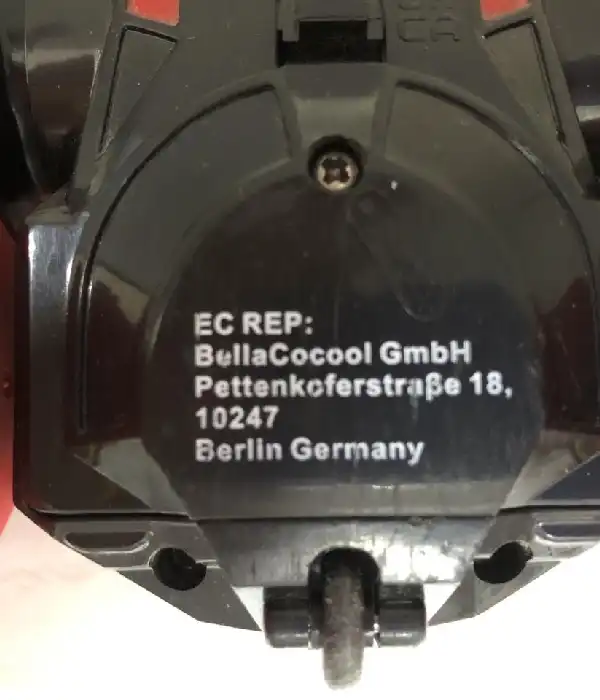 EC REP:
BellaCocool GmbH
Pettenkoferstraße 18,
10247
Berlin Germany